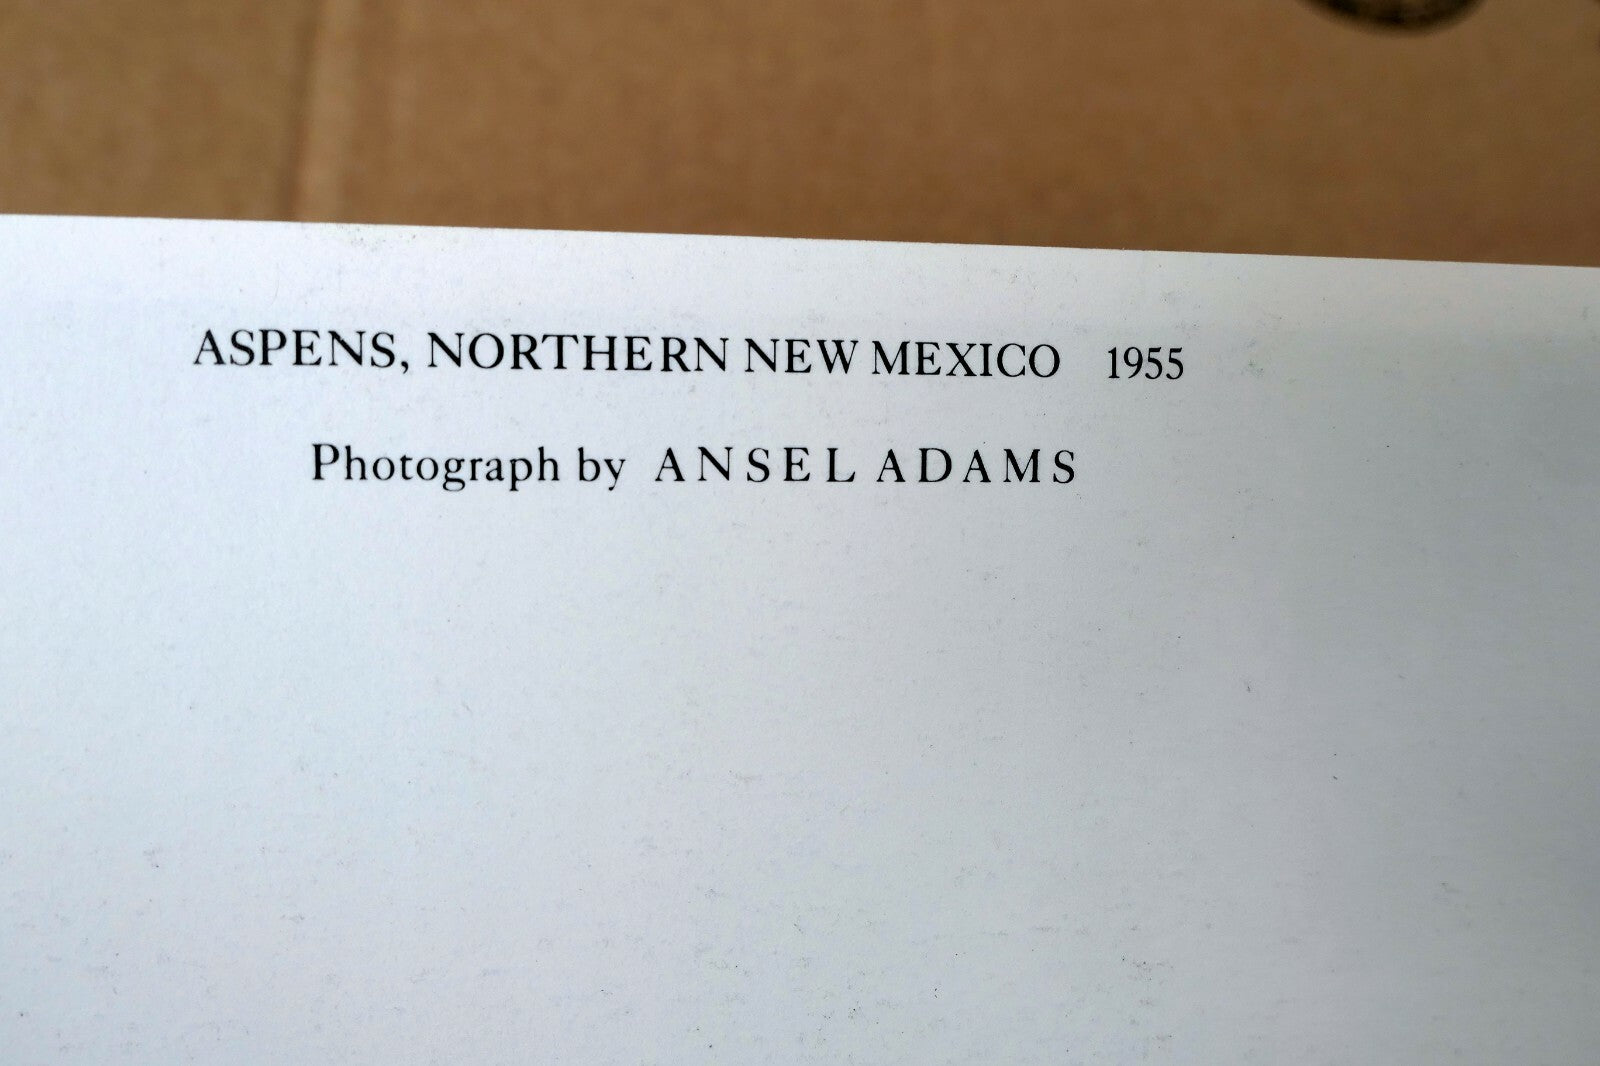 ASPENS, NORTHERN NEW MEXICO 1955
Photograph by ANSEL ADAMS